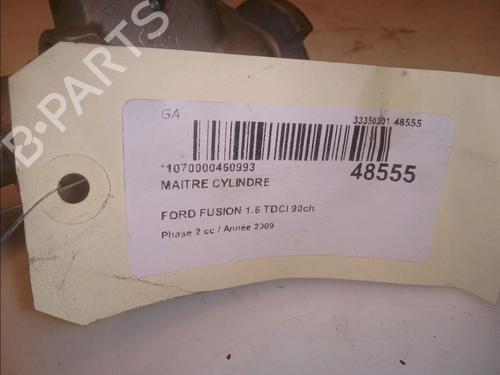 B-PARTS
GA
33350301 48555
*1070000460993
48555
MAITRE CYLINDRE
FORD FUSION 1.6 TDCI 90ch
Phase 2 cc / Année 2009